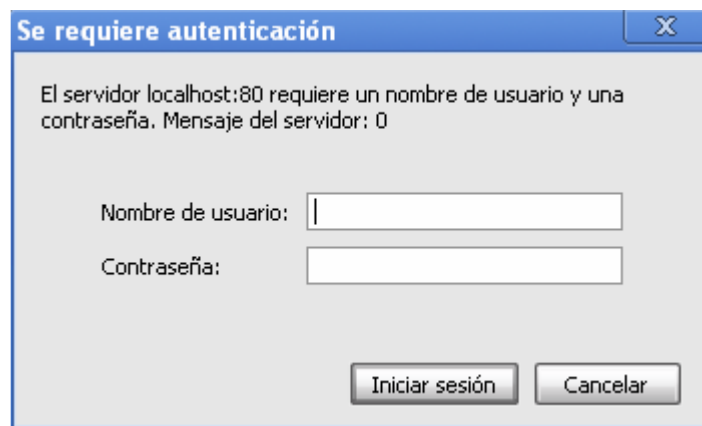 Se requiere autenticación
El servidor localhost:80 requiere un nombre de usuario y una
contraseña. Mensaje del servidor: 0
Nombre de usuario:
Contraseña:
Iniciar sesión Cancelar